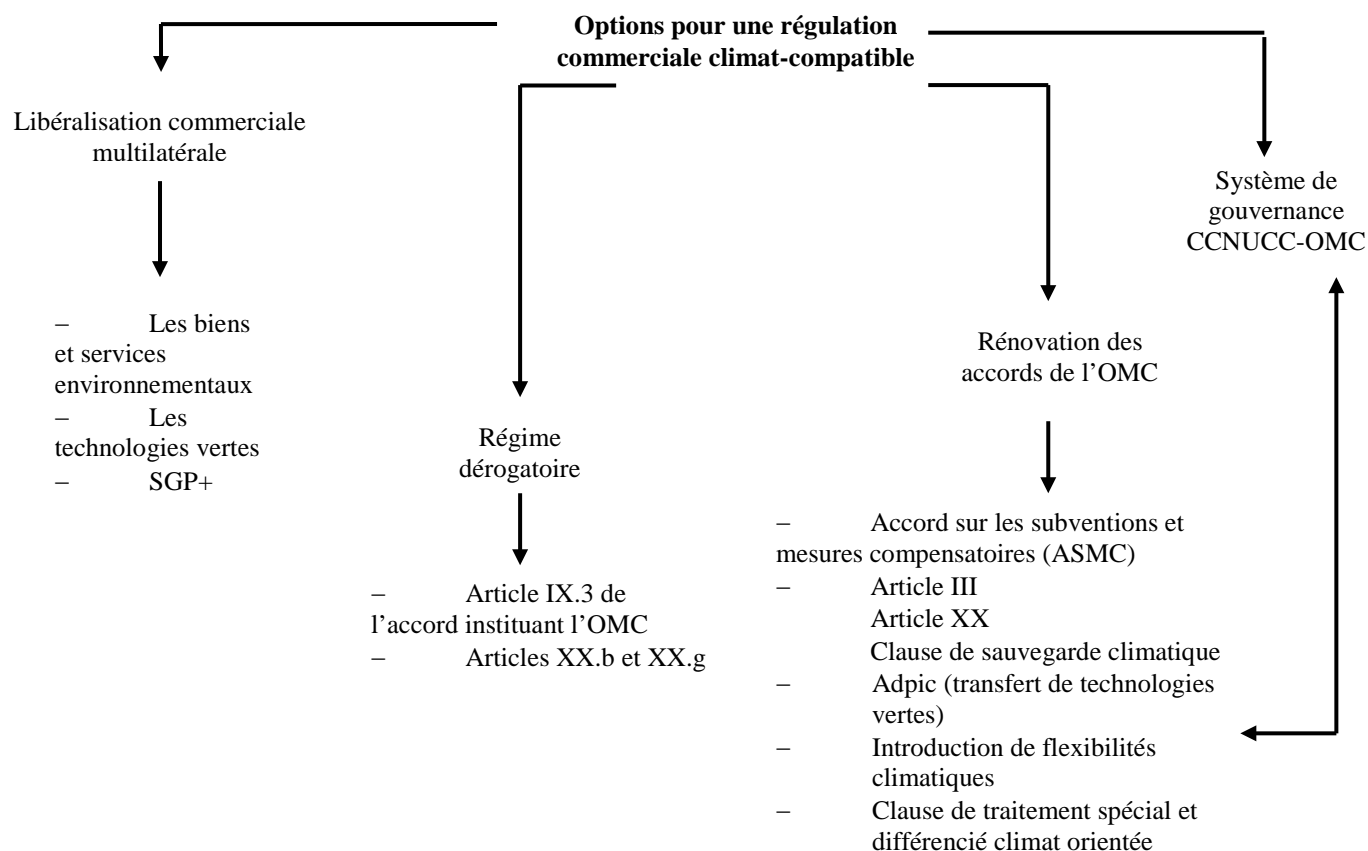 Options pour une régulation
commerciale climat-compatible
Libéralisation commerciale
multilatérale
– Les biens
et services
environnementaux
– Les
technologies vertes
– SGP+
Régime
dérogatoire
– Article IX.3 de
l’accord instituant l’OMC
– Articles XX.b et XX.g
Rénovation des
accords de l’OMC
– Accord sur les subventions et
mesures compensatoires (ASMC)
– Article III
Article XX
Clause de sauvegarde climatique
– Adpic (transfert de technologies
vertes)
– Introduction de flexibilités
climatiques
– Clause de traitement spécial et
différencié climat orientée
Système de
gouvernance
CCNUCC-OMC